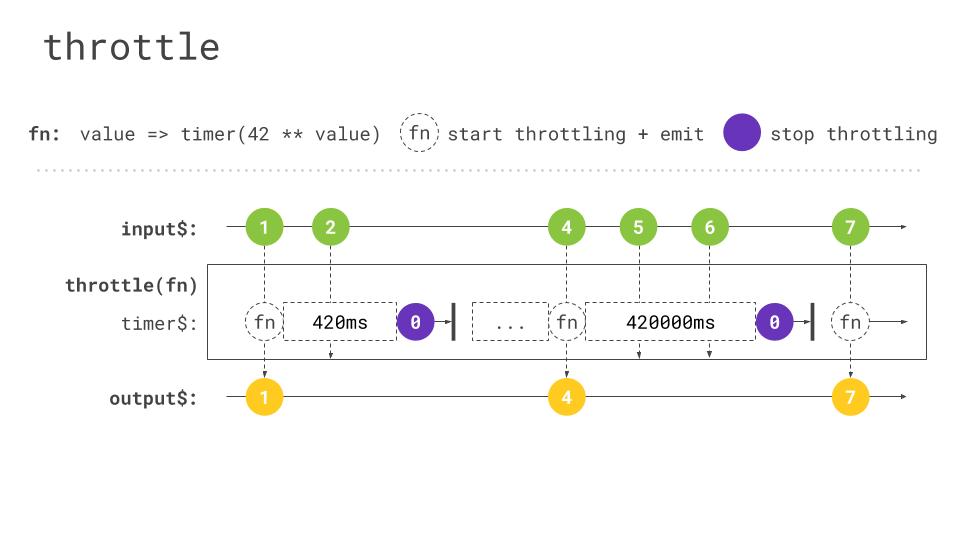 throttle
fn: value => timer(42 ** value) fn start throttling + emit stop throttling
input$: 1 2 4 5 6 7
throttle(fn)
timer$: fn 420ms 0 ... fn 420000ms 0 fn
output$: 1 4 7